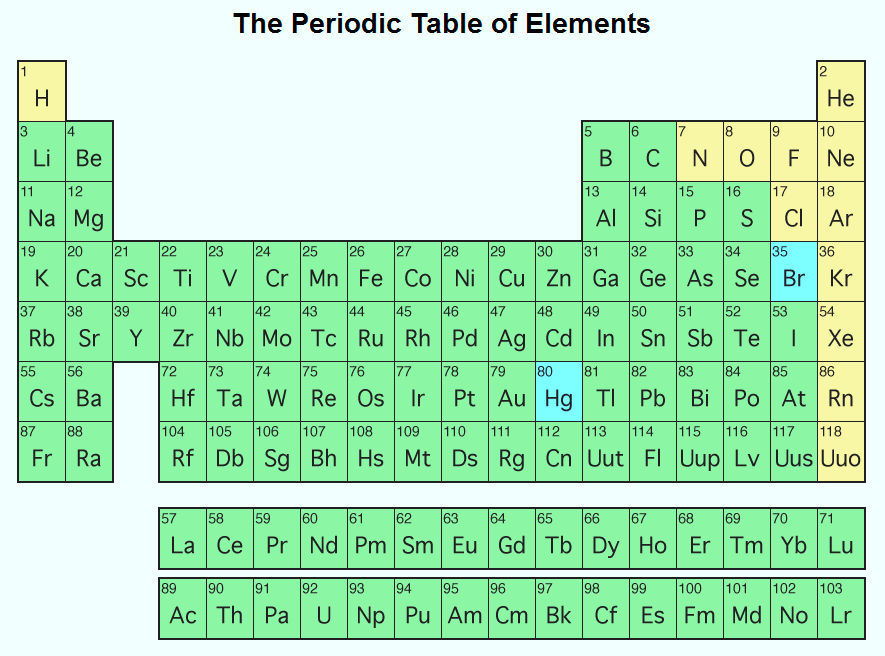 The Periodic Table of Elements
1 2
H He
3 4 5 6 7 8 9 10
Li Be B C N O F Ne
11 12 13 14 15 16 17 18
Na Mg Al Si P S Cl Ar
19 20 21 22 23 24 25 26 27 28 29 30 31 32 33 34 35 36
K Ca Sc Ti V Cr Mn Fe Co Ni Cu Zn Ga Ge As Se Br Kr
37 38 39 40 41 42 43 44 45 46 47 48 49 50 51 52 53 54
Rb Sr Y Zr Nb Mo Tc Ru Rh Pd Ag Cd In Sn Sb Te I Xe
55 56 72 73 74 75 76 77 78 79 80 81 82 83 84 85 86
Cs Ba Hf Ta W Re Os Ir Pt Au Hg Tl Pb Bi Po At Rn
87 88 104 105 106 107 108 109 110 111 112 113 114 115 116 117 118
Fr Ra Rf Db Sg Bh Hs Mt Ds Rg Cn Uut Fl Uup Lv Uus Uuo
57 58 59 60 61 62 63 64 65 66 67 68 69 70 71
La Ce Pr Nd Pm Sm Eu Gd Tb Dy Ho Er Tm Yb Lu
89 90 91 92 93 94 95 96 97 98 99 100 101 102 103
Ac Th Pa U Np Pu Am Cm Bk Cf Es Fm Md No Lr